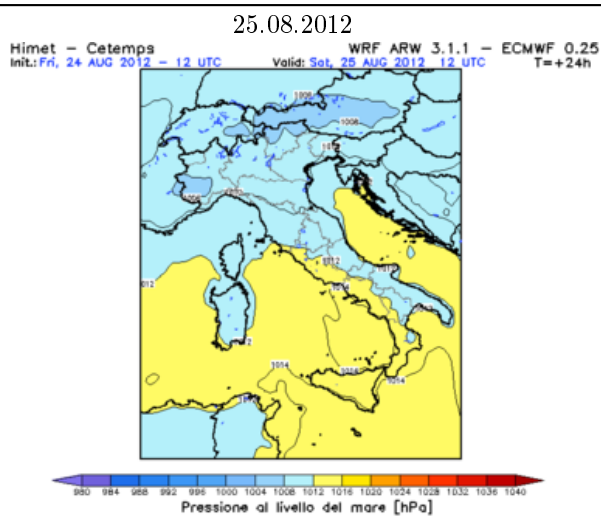 25.08.2012
Himet - Cetemps WRF ARW 3.1.1 - ECMWF 0.25
Init.: Fri, 24 AUG 2012 - 12 UTC Valid: Sat, 25 AUG 2012 12 UTC T=+24h
1006
1008
1012
1014
1014
1014
980 984 988 992 996 1000 1004 1008 1012 1016 1020 1024 1028 1032 1036 1040
Pressione al livello del mare [hPa]